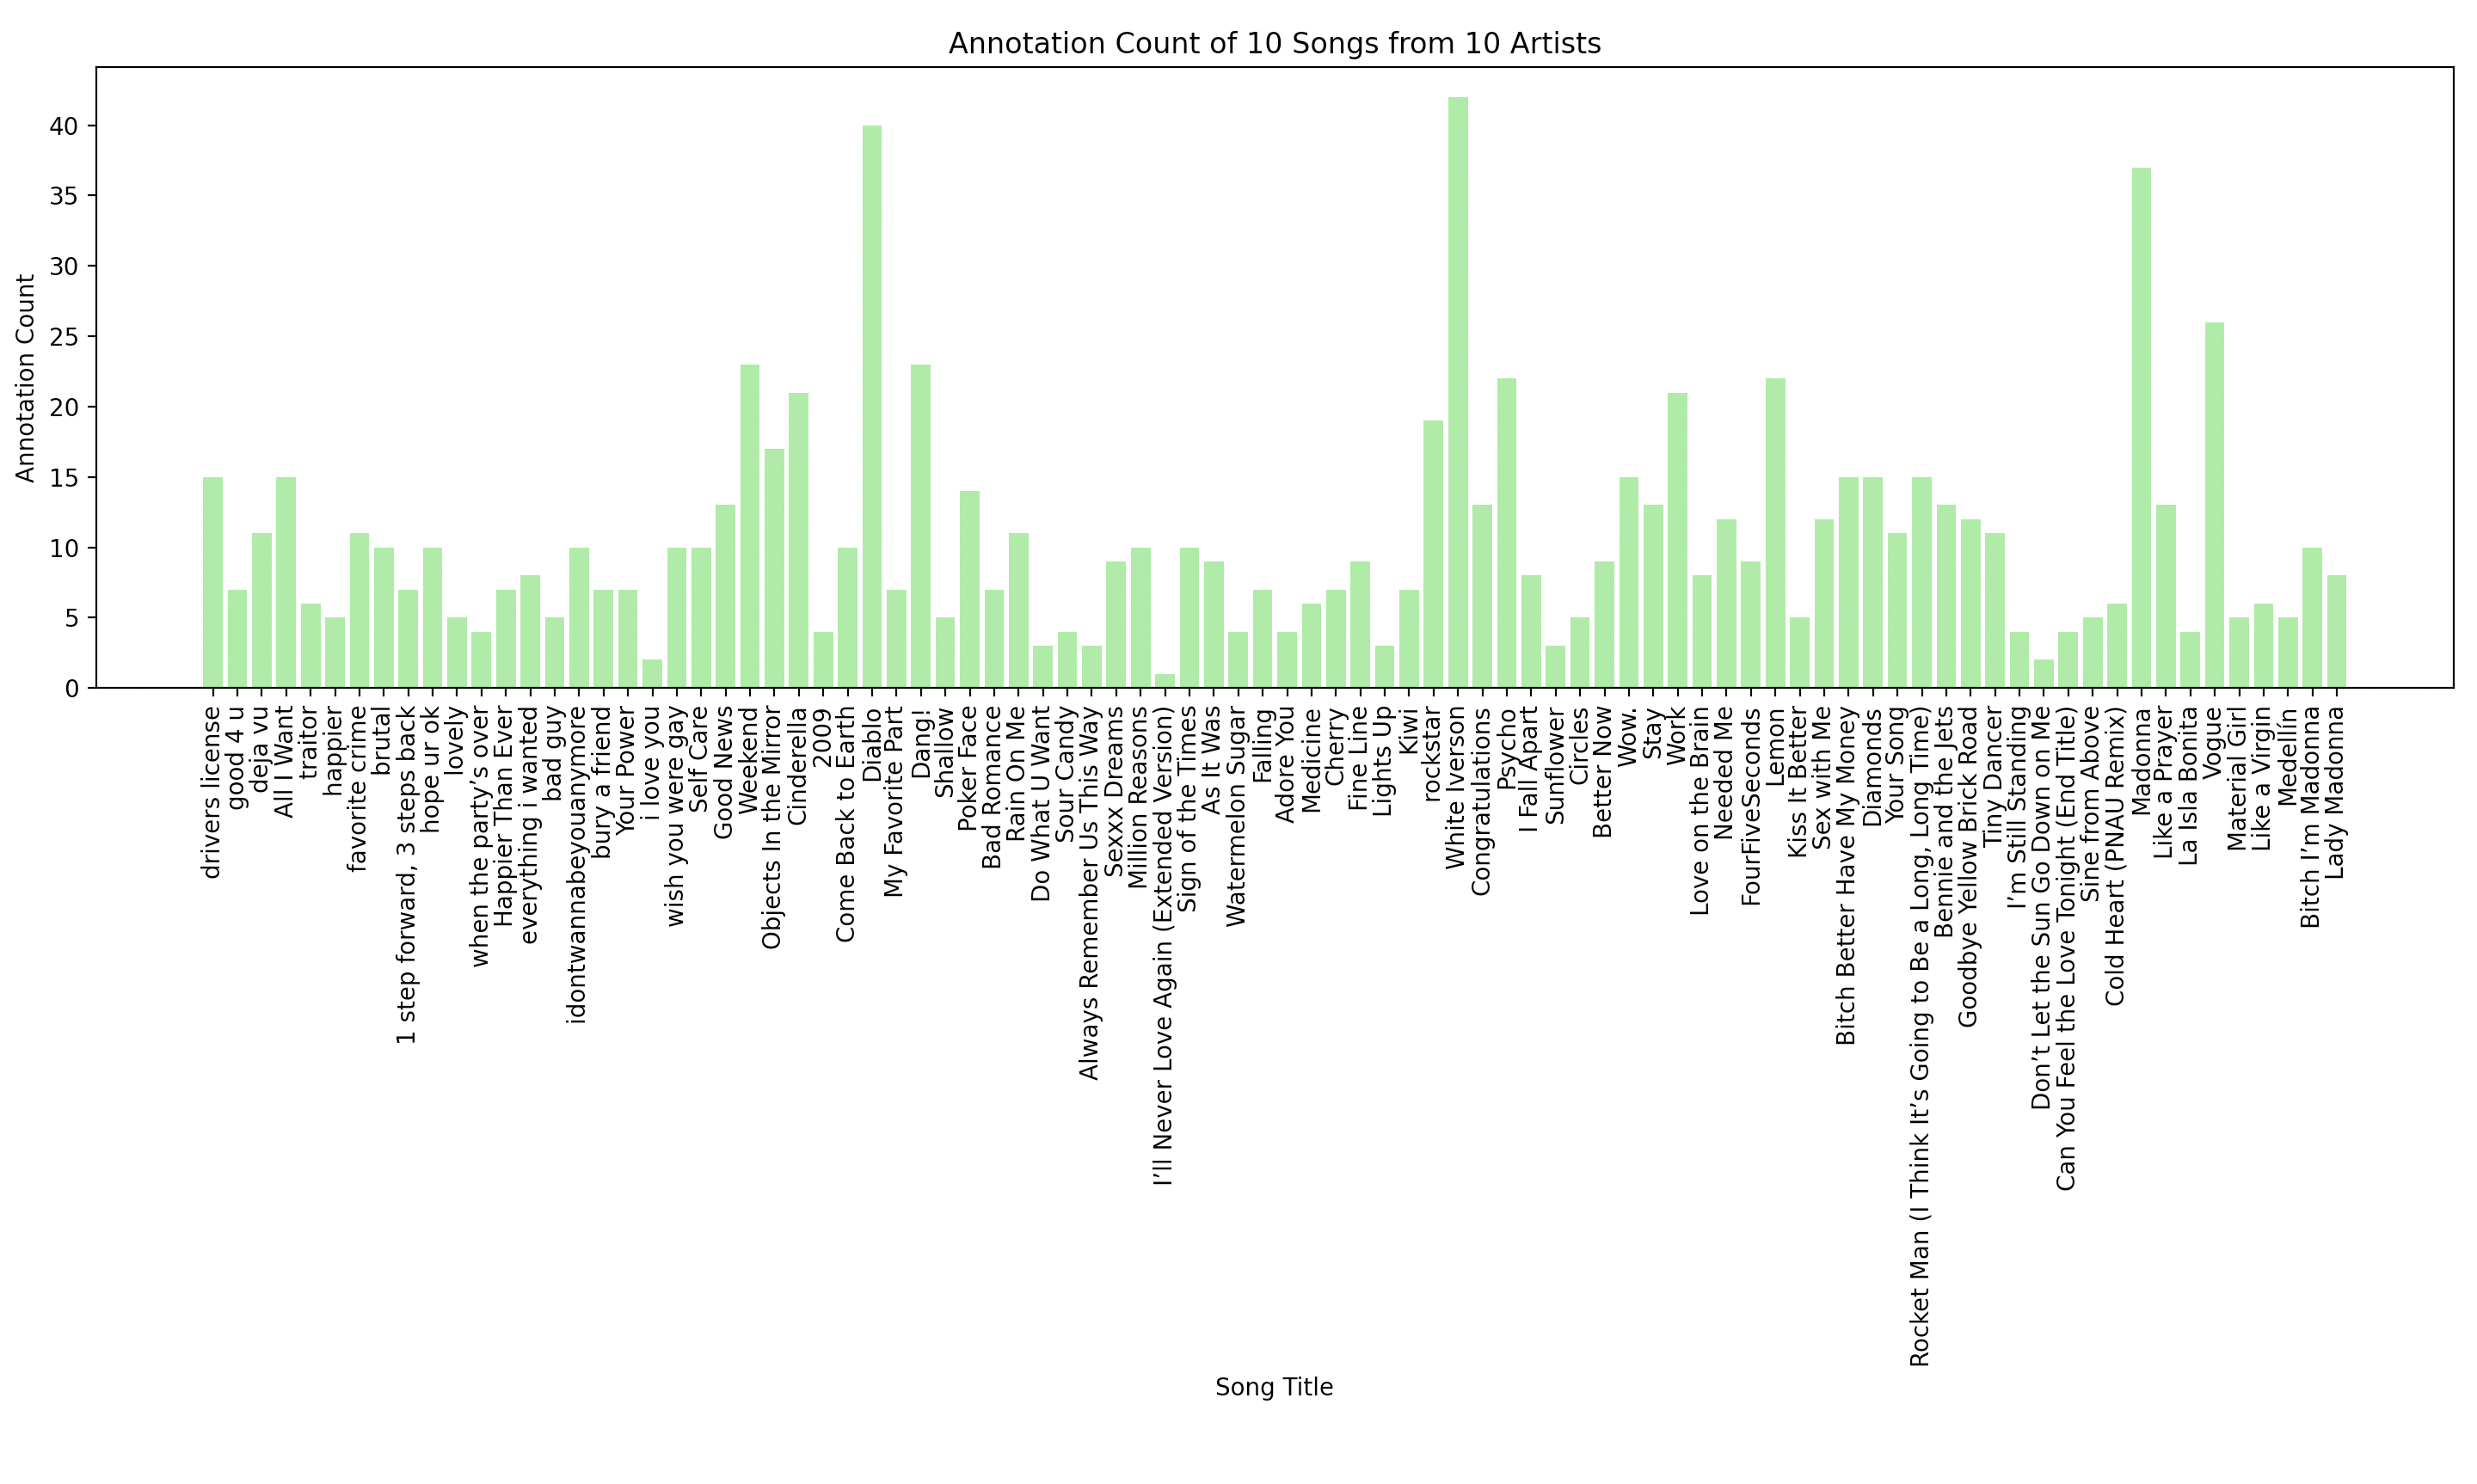 Annotation Count of 10 Songs from 10 Artists
Annotation Count
40
35
30
25
20
15
10
5
0
drivers license
good 4 u
deja vu
All I Want
traitor
happier
favorite crime
brutal
1 step forward, 3 steps back
hope ur ok
lovely
when the party’s over
Happier Than Ever
everything i wanted
bad guy
idontwannabeyouanymore
bury a friend
Your Power
i love you
wish you were gay
Self Care
Good News
Weekend
Objects In the Mirror
Cinderella
2009
Come Back to Earth
Diablo
My Favorite Part
Dang!
Shallow
Poker Face
Bad Romance
Rain On Me
Do What U Want
Sour Candy
Always Remember Us This Way
Sexxx Dreams
Million Reasons
I’ll Never Love Again (Extended Version)
Sign of the Times
As It Was
Watermelon Sugar
Falling
Adore You
Medicine
Cherry
Fine Line
Lights Up
Kiwi
rockstar
White Iverson
Congratulations
Psycho
I Fall Apart
Sunflower
Circles
Better Now
Wow.
Stay
Work
Love on the Brain
Needed Me
FourFiveSeconds
Lemon
Kiss It Better
Sex with Me
Bitch Better Have My Money
Diamonds
Your Song
Rocket Man (I Think It’s Going to Be a Long, Long Time)
Bennie and the Jets
Goodbye Yellow Brick Road
Tiny Dancer
I’m Still Standing
Don’t Let the Sun Go Down on Me
Can You Feel the Love Tonight (End Title)
Sine from Above
Cold Heart (PNAU Remix)
Madonna
Like a Prayer
La Isla Bonita
Vogue
Material Girl
Like a Virgin
Medellín
Bitch I’m Madonna
Lady Madonna
Song Title